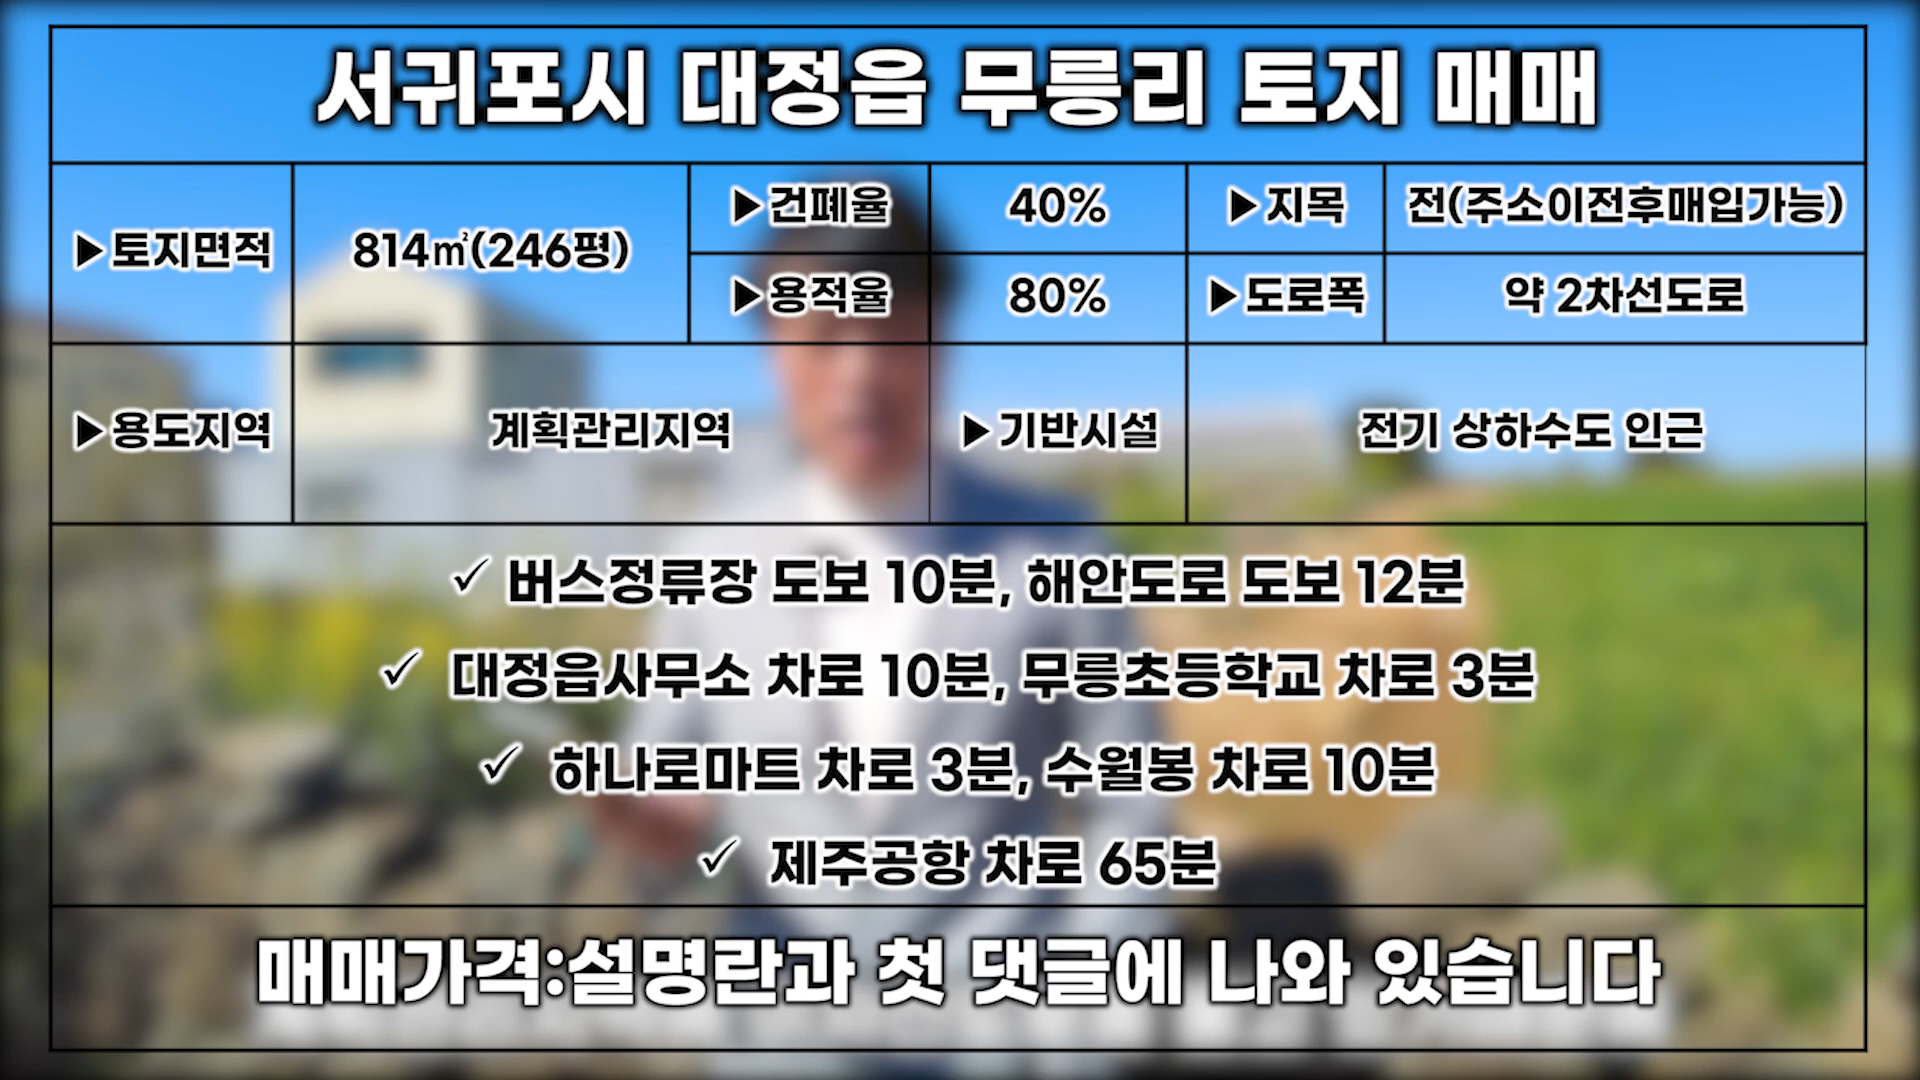 서귀포시 대정읍 무릉리 토지 매매
▶토지면적 814㎡(246평) ▶건폐율 40% ▶지목 전(주소이전후매입가능)
▶용적율 80% ▶도로폭 약 2차선도로
▶용도지역 계획관리지역 ▶기반시설 전기 상하수도 인근
✓ 버스정류장 도보 10분, 해안도로 도보 12분
✓ 대정읍사무소 차로 10분, 무릉초등학교 차로 3분
✓ 하나로마트 차로 3분, 수월봉 차로 10분
✓ 제주공항 차로 65분
매매가격:설명란과 첫 댓글에 나와 있습니다